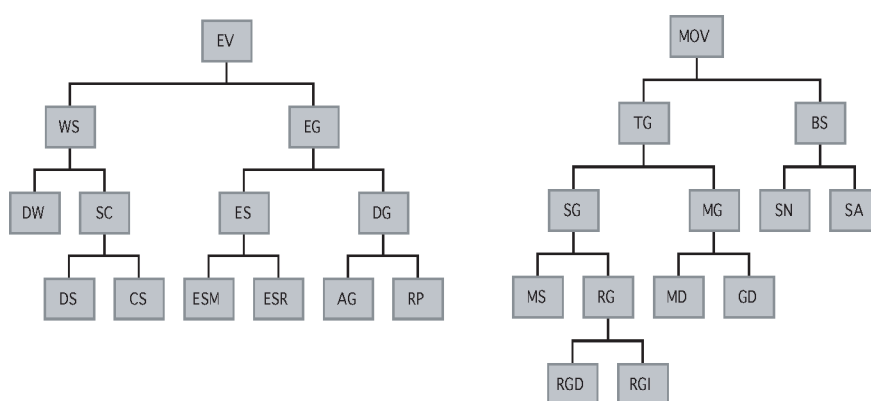 EV
WS
EG
DW
SC
ES
DG
DS
CS
ESM
ESR
AG
RP
MOV
TG
BS
SG
MG
SN
SA
MS
RG
MD
GD
RGD
RGI